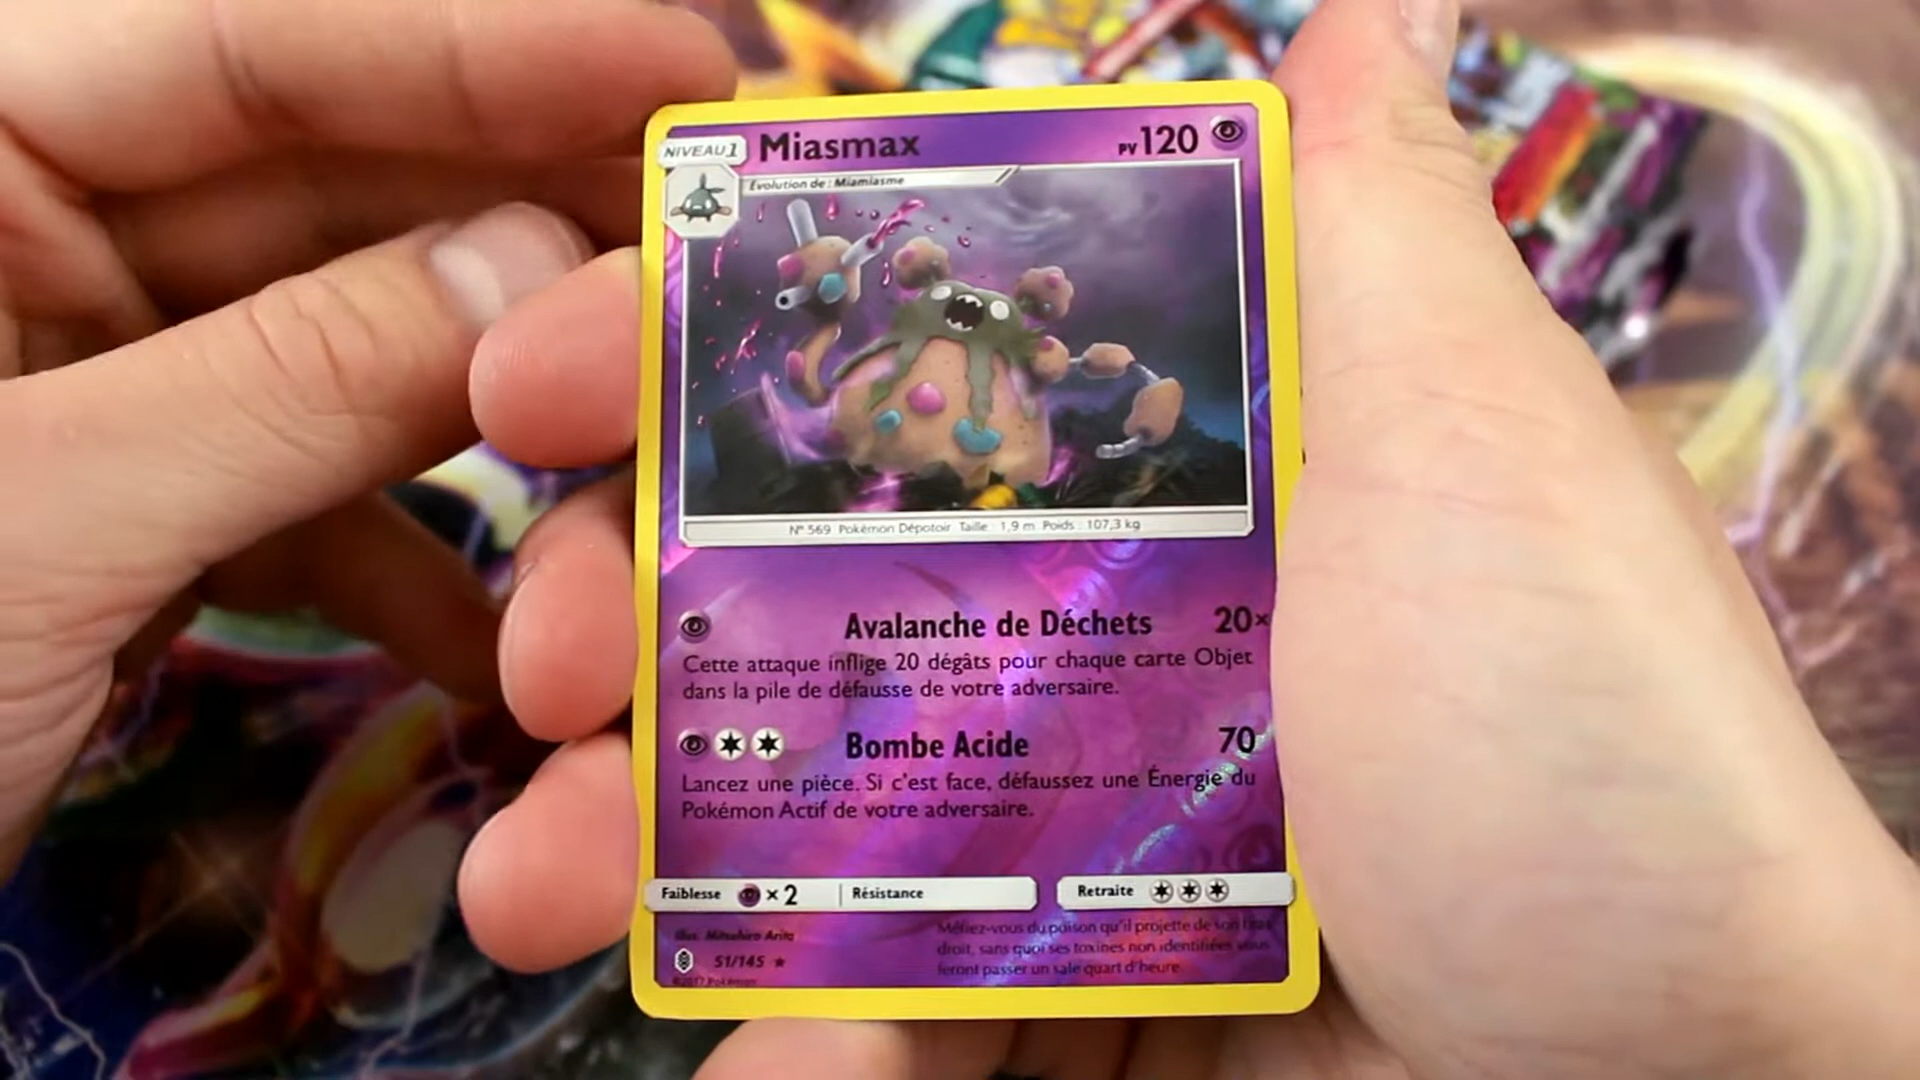 NIVEAU 1 Miasmax PV 120
Evolution de : Miamiasme
N° 569 Pokémon Dépotoir Taille : 1,9 m Poids : 107,3 kg
Avalanche de Déchets 20×
Cette attaque inflige 20 dégâts pour chaque carte Objet
dans la pile de défausse de votre adversaire.
Bombe Acide 70
Lancez une pièce. Si c'est face, défaussez une Énergie du
Pokémon Actif de votre adversaire.
Faiblesse × 2 Résistance Retraite
Illus. Mitsuhiro Arita
51/145
©2017 Pokémon
Méfiez-vous du poison qu'il projette de son bras
droit, sans quoi ses toxines non identifiées vous
feront passer un sale quart d'heure.